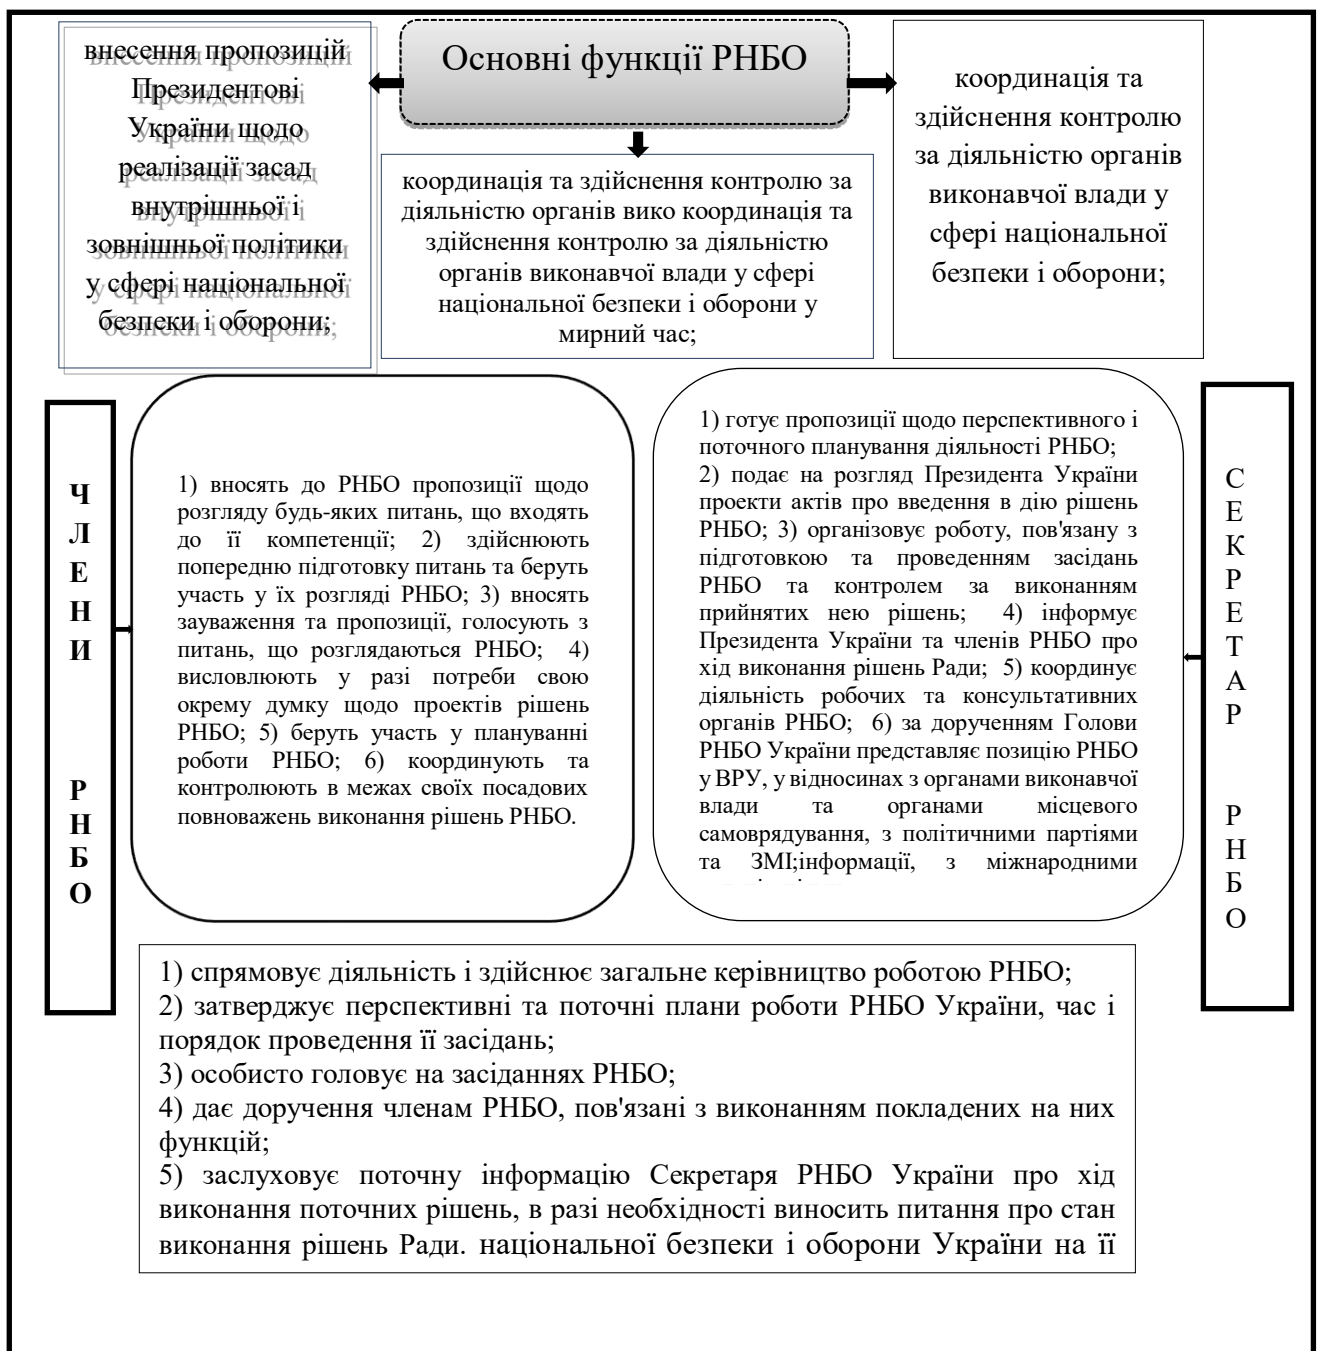 Основні функції РНБО
внесення пропозицій
Президентові
України щодо
реалізації засад
внутрішньої і
зовнішньої політики
у сфері національної
безпеки і оборони;
координація та здійснення контролю за
діяльністю органів вико координація та
здійснення контролю за діяльністю
органів виконавчої влади у сфері
національної безпеки і оборони у
мирний час;
координація та
здійснення контролю
за діяльністю органів
виконавчої влади у
сфері національної
безпеки і оборони;
Ч
Л
Е
Н
И
Р
Н
Б
О
1) вносять до РНБО пропозиції щодо
розгляду будь-яких питань, що входять
до її компетенції; 2) здійснюють
попередню підготовку питань та беруть
участь у їх розгляді РНБО; 3) вносять
зауваження та пропозиції, голосують з
питань, що розглядаються РНБО; 4)
висловлюють у разі потреби свою
окрему думку щодо проектів рішень
РНБО; 5) беруть участь у плануванні
роботи РНБО; 6) координують та
контролюють в межах своїх посадових
повноважень виконання рішень РНБО.
1) готує пропозиції щодо перспективного і
поточного планування діяльності РНБО;
2) подає на розгляд Президента України
проекти актів про введення в дію рішень
РНБО; 3) організовує роботу, пов'язану з
підготовкою та проведенням засідань
РНБО та контролем за виконанням
прийнятих нею рішень; 4) інформує
Президента України та членів РНБО про
хід виконання рішень Ради; 5) координує
діяльність робочих та консультативних
органів РНБО; 6) за дорученням Голови
РНБО України представляє позицію РНБО
у ВРУ, у відносинах з органами виконавчої
влади та органами місцевого
самоврядування, з політичними партіями
та ЗМІ;інформації, з міжнародними
С
Е
К
Р
Е
Т
А
Р
Р
Н
Б
О
1) спрямовує діяльність і здійснює загальне керівництво роботою РНБО;
2) затверджує перспективні та поточні плани роботи РНБО України, час і
порядок проведення її засідань;
3) особисто головує на засіданнях РНБО;
4) дає доручення членам РНБО, пов'язані з виконанням покладених на них
функцій;
5) заслуховує поточну інформацію Секретаря РНБО України про хід
виконання поточних рішень, в разі необхідності виносить питання про стан
виконання рішень Ради. національної безпеки і оборони України на її